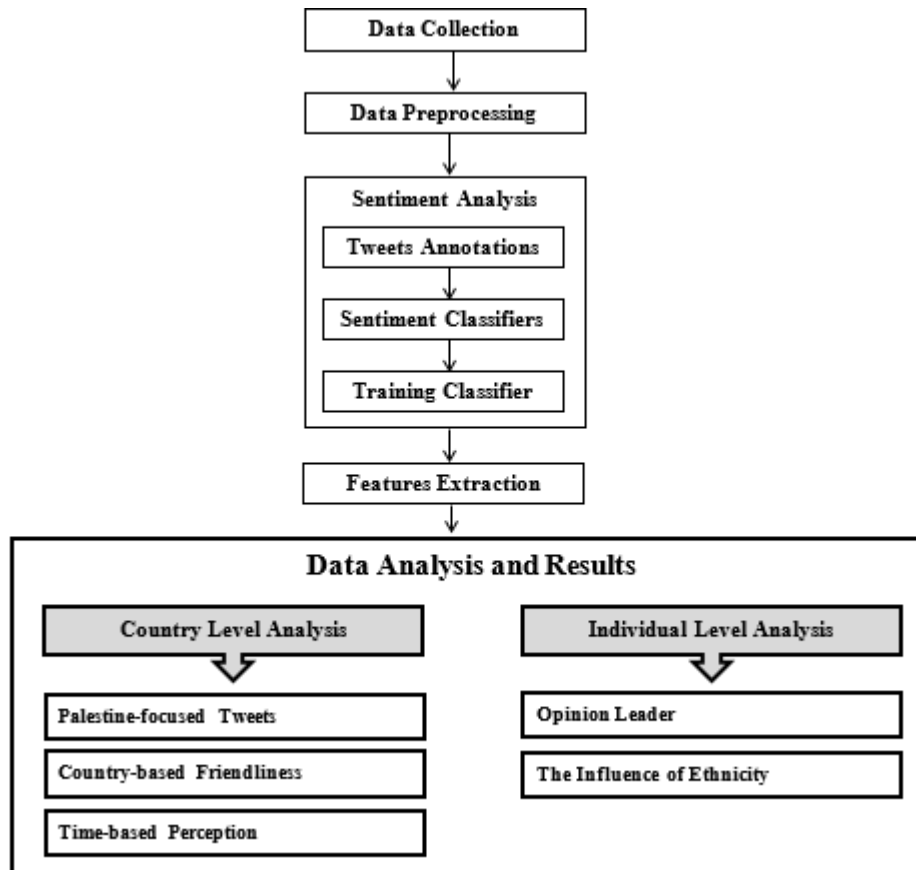 Data Collection
Data Preprocessing
Sentiment Analysis
Tweets Annotations
Sentiment Classifiers
Training Classifier
Features Extraction
Data Analysis and Results
Country Level Analysis
Palestine-focused Tweets
Country-based Friendliness
Time-based Perception
Individual Level Analysis
Opinion Leader
The Influence of Ethnicity